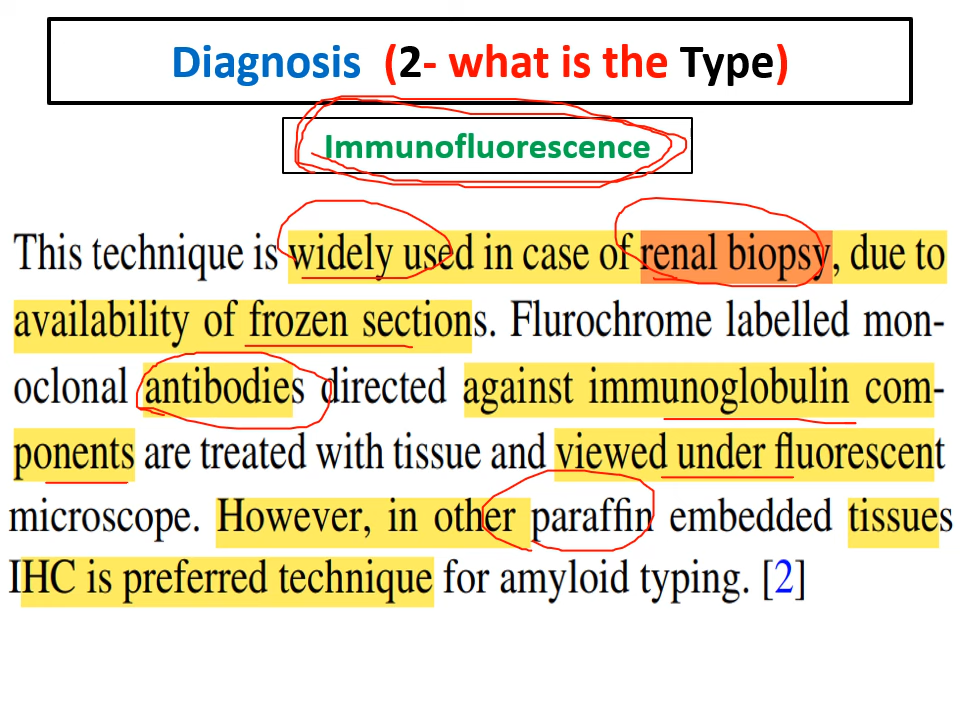 Diagnosis (2- what is the Type)
Immunofluorescence
This technique is widely used in case of renal biopsy, due to
availability of frozen sections. Flurochrome labelled mon-
oclonal antibodies directed against immunoglobulin com-
ponents are treated with tissue and viewed under fluorescent
microscope. However, in other paraffin embedded tissues
IHC is preferred technique for amyloid typing. [2]